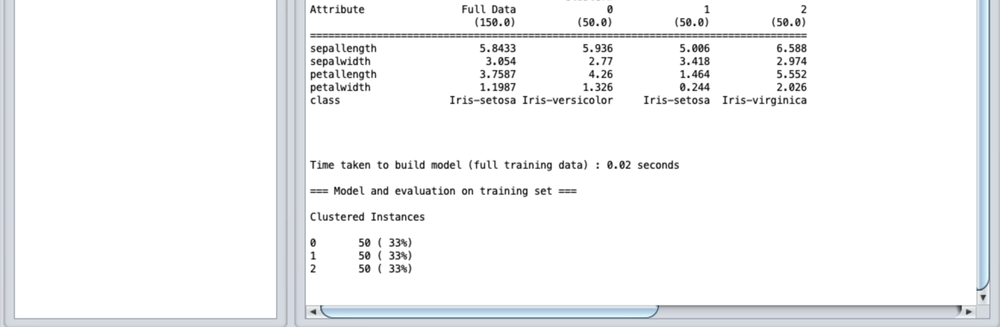 Attribute Full Data 0 1 2
(150.0) (50.0) (50.0) (50.0)
================================================================================
sepallength 5.8433 5.936 5.006 6.588
sepalwidth 3.054 2.77 3.418 2.974
petallength 3.7587 4.26 1.464 5.552
petalwidth 1.1987 1.326 0.244 2.026
class Iris-setosa Iris-versicolor Iris-setosa Iris-virginica
Time taken to build model (full training data) : 0.02 seconds
=== Model and evaluation on training set ===
Clustered Instances
0 50 ( 33%)
1 50 ( 33%)
2 50 ( 33%)